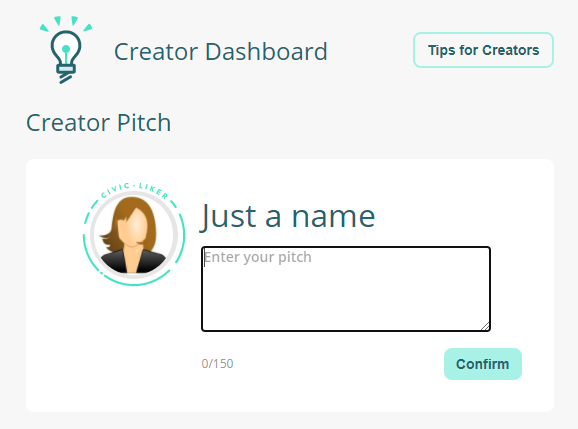 Creator Dashboard
Tips for Creators
Creator Pitch
CIVIC · LIKER
Just a name
Enter your pitch
0/150
Confirm